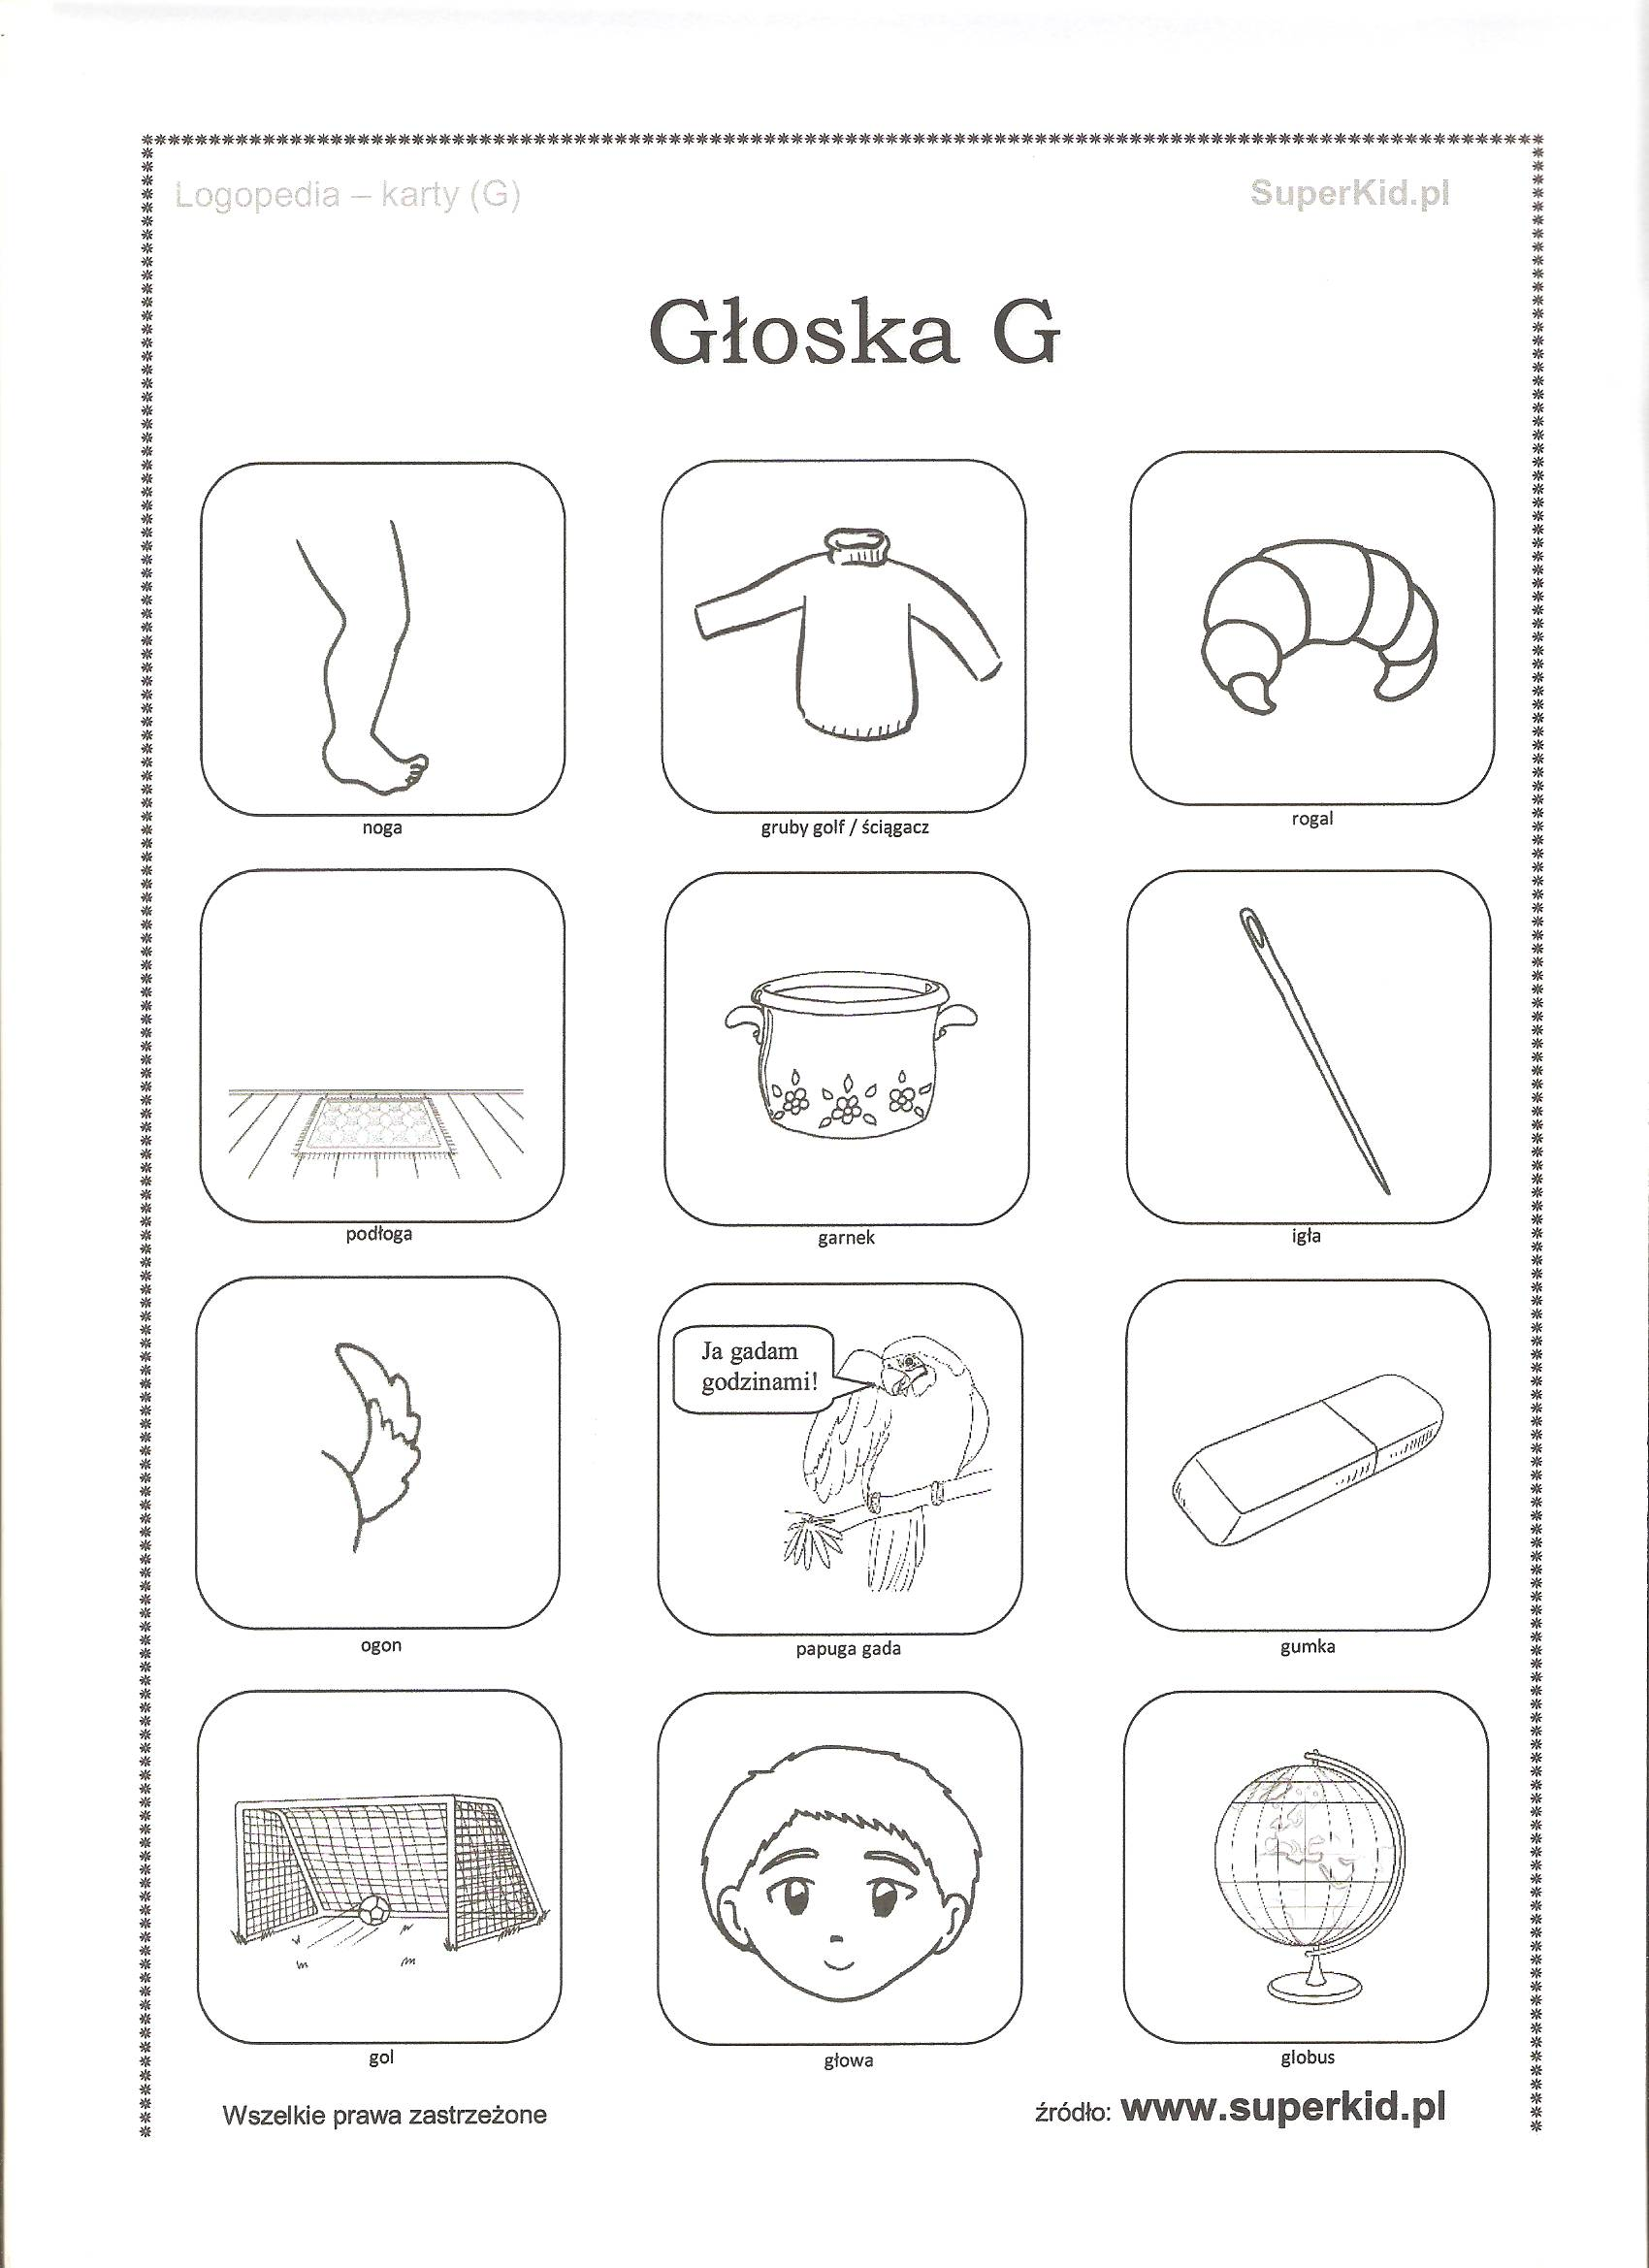 Logopedia – karty (G)
SuperKid.pl
Głoska G
noga
gruby golf / ściągacz
rogal
podłoga
garnek
igła
ogon
Ja gadam
godzinami!
papuga gada
gumka
gol
głowa
globus
Wszelkie prawa zastrzeżone
źródło: www.superkid.pl